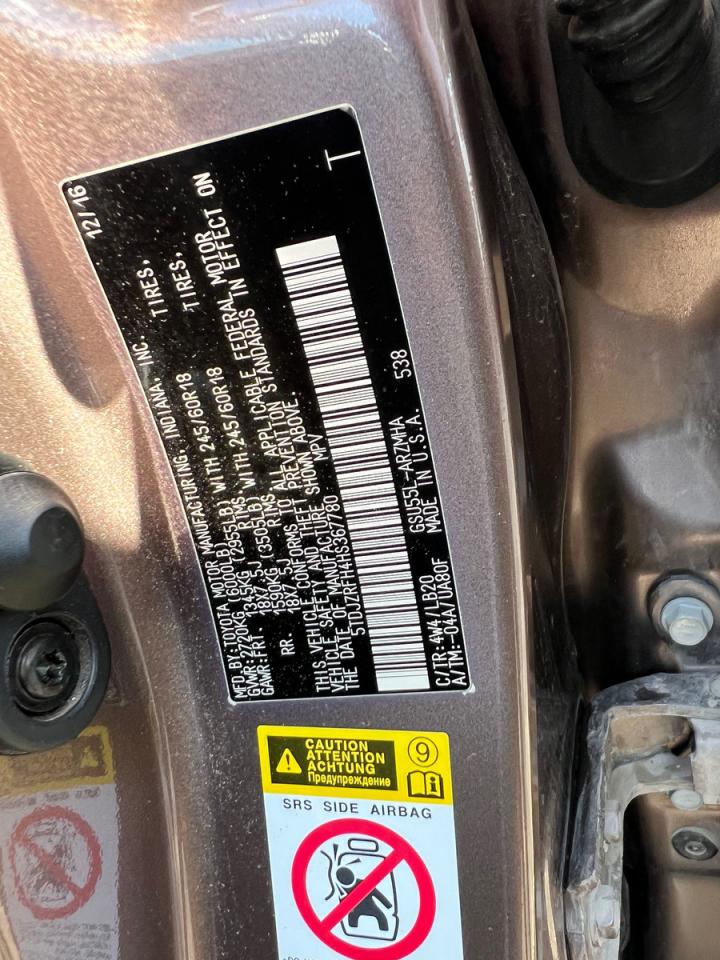 MFD.BY:TOYOTA MOTOR MANUFACTURING, INDIANA, INC. 12/16
GVWR:2720KG (6000LB)
GAWR:FRT. 1345KG (2955LB) WITH 245/60R18 TIRES,
18X7.5J RIMS,
RR. 1590KG (3505LB) WITH 245/60R18 TIRES,
18X7.5J RIMS
THIS VEHICLE CONFORMS TO ALL APPLICABLE FEDERAL MOTOR
VEHICLE SAFETY AND THEFT PREVENTION STANDARDS IN EFFECT ON
THE DATE OF MANUFACTURE SHOWN ABOVE.
5TDJZRFH4HS367780 MPV
T
C/TR:4W4/LB20 GSU55L-ARZMHA 538
A/TM:-04A/UA80F MADE IN U.S.A.
CAUTION
ATTENTION
ACHTUNG
Предупреждение
9
i
SRS SIDE AIRBAG